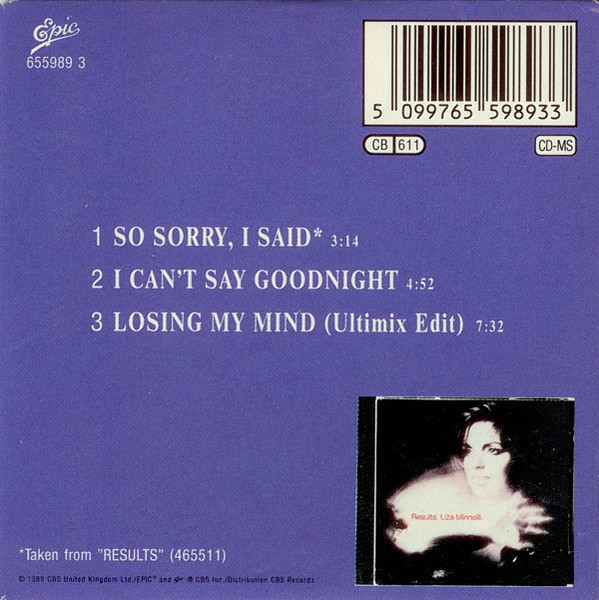 Epic
655989 3
5 099765 598933
CB 611
CD-MS
1 SO SORRY, I SAID* 3:14
2 I CAN'T SAY GOODNIGHT 4:52
3 LOSING MY MIND (Ultimix Edit) 7:32
Results. Liza Minnelli.
*Taken from "RESULTS" (465511)
© 1989 CBS United Kingdom Ltd./EPIC® and ℗ CBS Inc./Distribution CBS Records